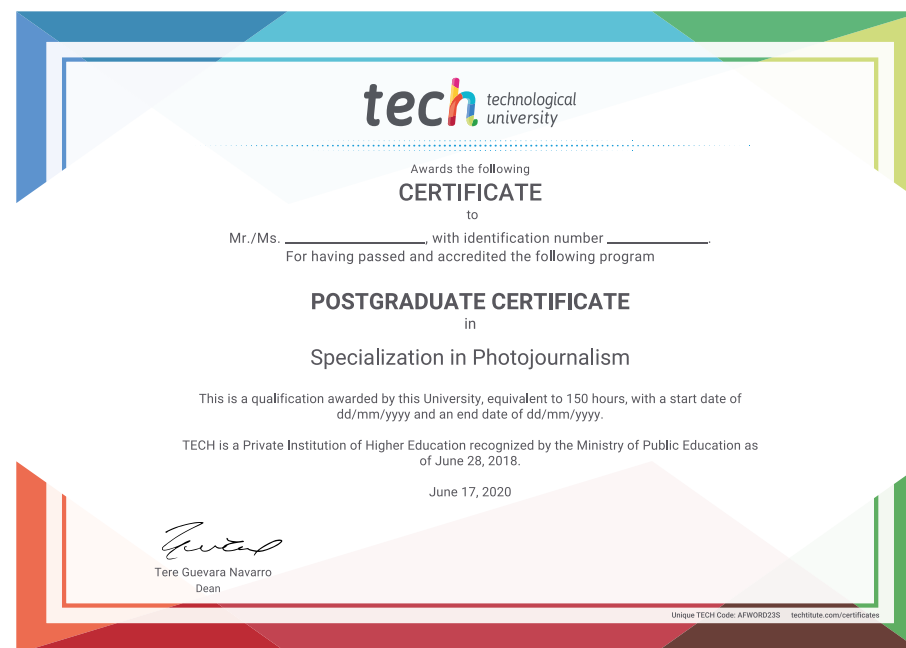 tech technological
university
Awards the following
CERTIFICATE
to
Mr./Ms. ____________________, with identification number ______________.
For having passed and accredited the following program
POSTGRADUATE CERTIFICATE
in
Specialization in Photojournalism
This is a qualification awarded by this University, equivalent to 150 hours, with a start date of
dd/mm/yyyy and an end date of dd/mm/yyyy.
TECH is a Private Institution of Higher Education recognized by the Ministry of Public Education as
of June 28, 2018.
June 17, 2020
Tere Guevara Navarro
Dean
Unique TECH Code: AFWORD23S techtitute.com/certificates